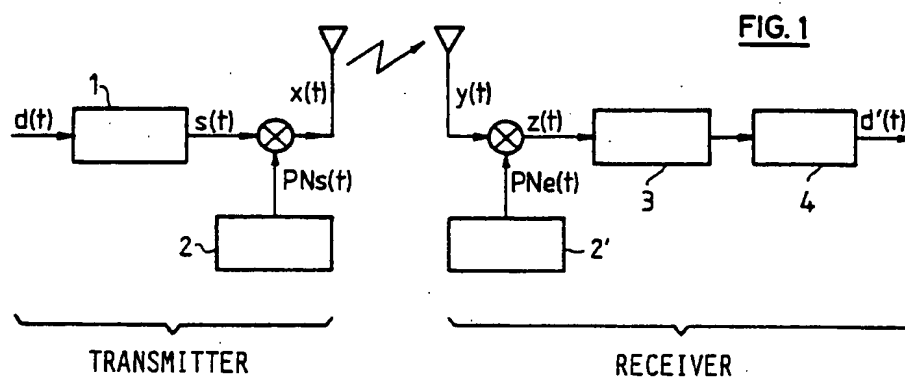 FIG. 1
1
x(t)
y(t)
d(t)
s(t)
z(t)
d'(t)
PNs(t)
PNe(t)
3
4
2
2'
TRANSMITTER
RECEIVER